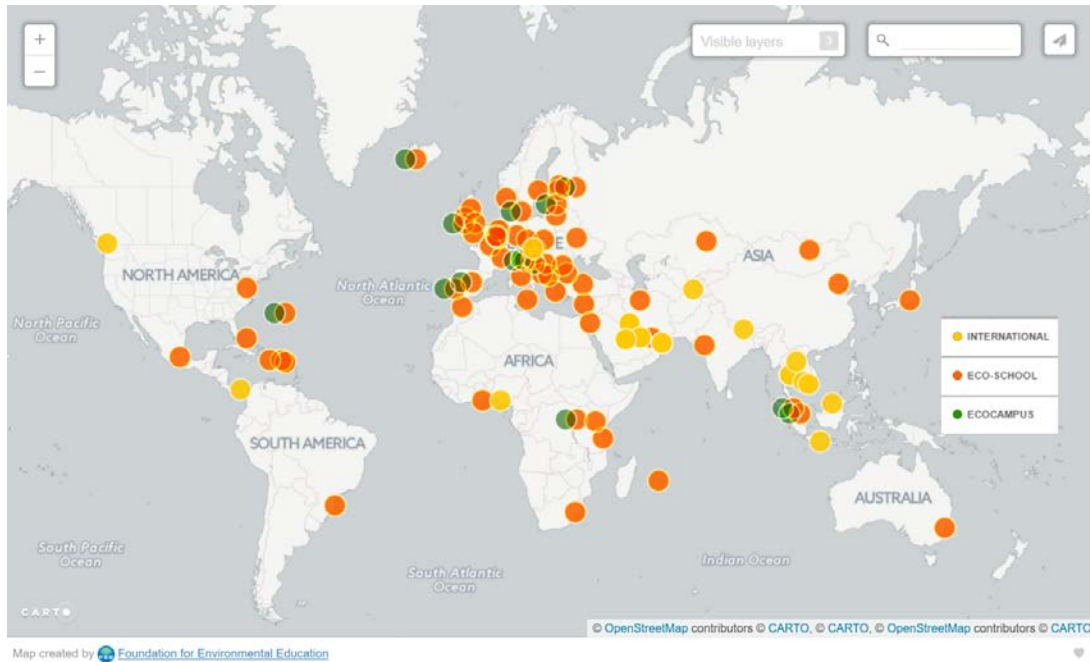 +
−
Visible layers 3
NORTH AMERICA
North Atlantic
Ocean
ASIA
North Pacific
Ocean
INTERNATIONAL
ECO-SCHOOL
ECOCAMPUS
AFRICA
SOUTH AMERICA
AUSTRALIA
South Pacific
Ocean
South Atlantic
Ocean
Indian Ocean
CARTO
© OpenStreetMap contributors © CARTO, © CARTO, © OpenStreetMap contributors © CARTO
Map created by Foundation for Environmental Education